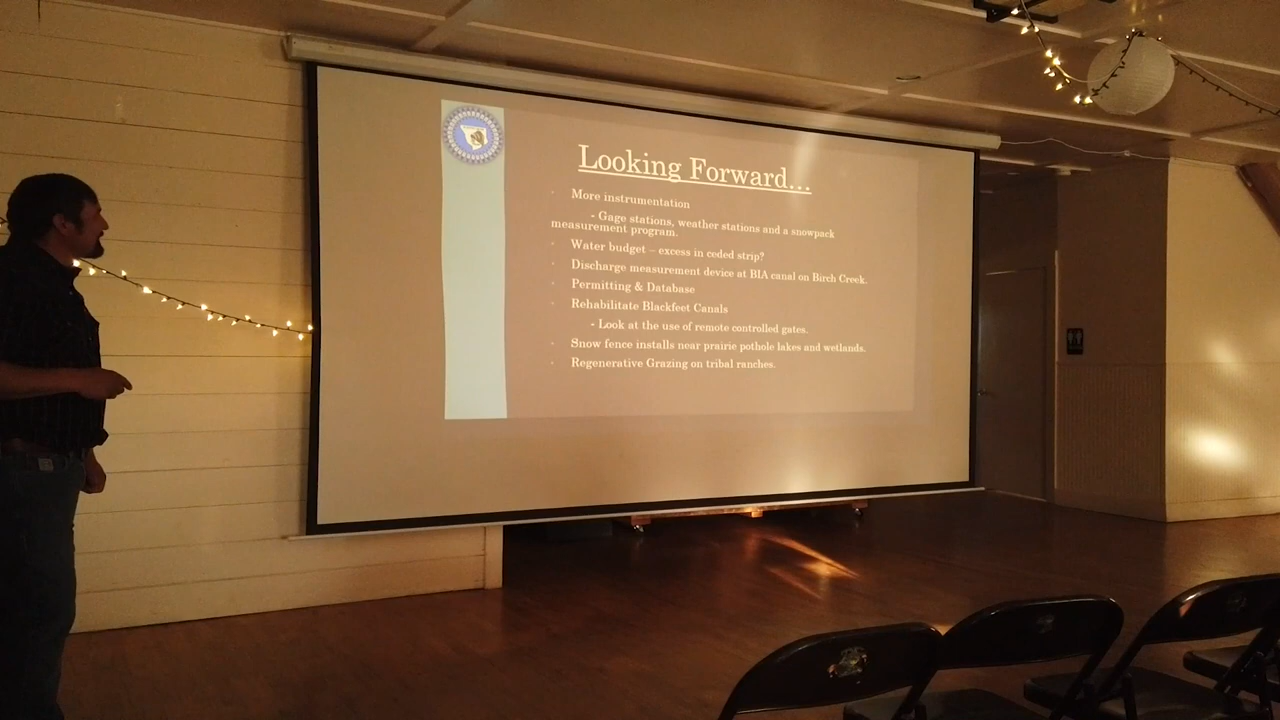 Looking Forward...
More instrumentation
- Gage stations, weather stations and a snowpack
measurement program.
Water budget – excess in ceded strip?
Discharge measurement device at BIA canal on Birch Creek.
Permitting & Database
Rehabilitate Blackfeet Canals
- Look at the use of remote controlled gates.
Snow fence installs near prairie pothole lakes and wetlands.
Regenerative Grazing on tribal ranches.